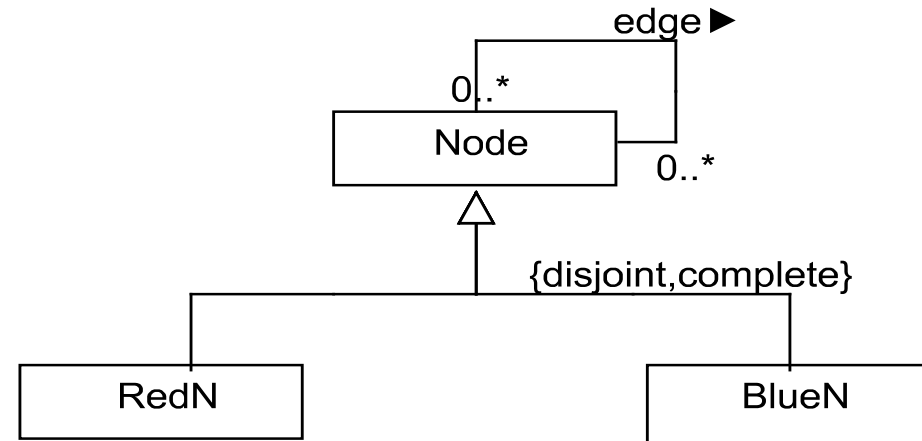 edge ►
0..*
Node
0..*
{disjoint,complete}
RedN
BlueN